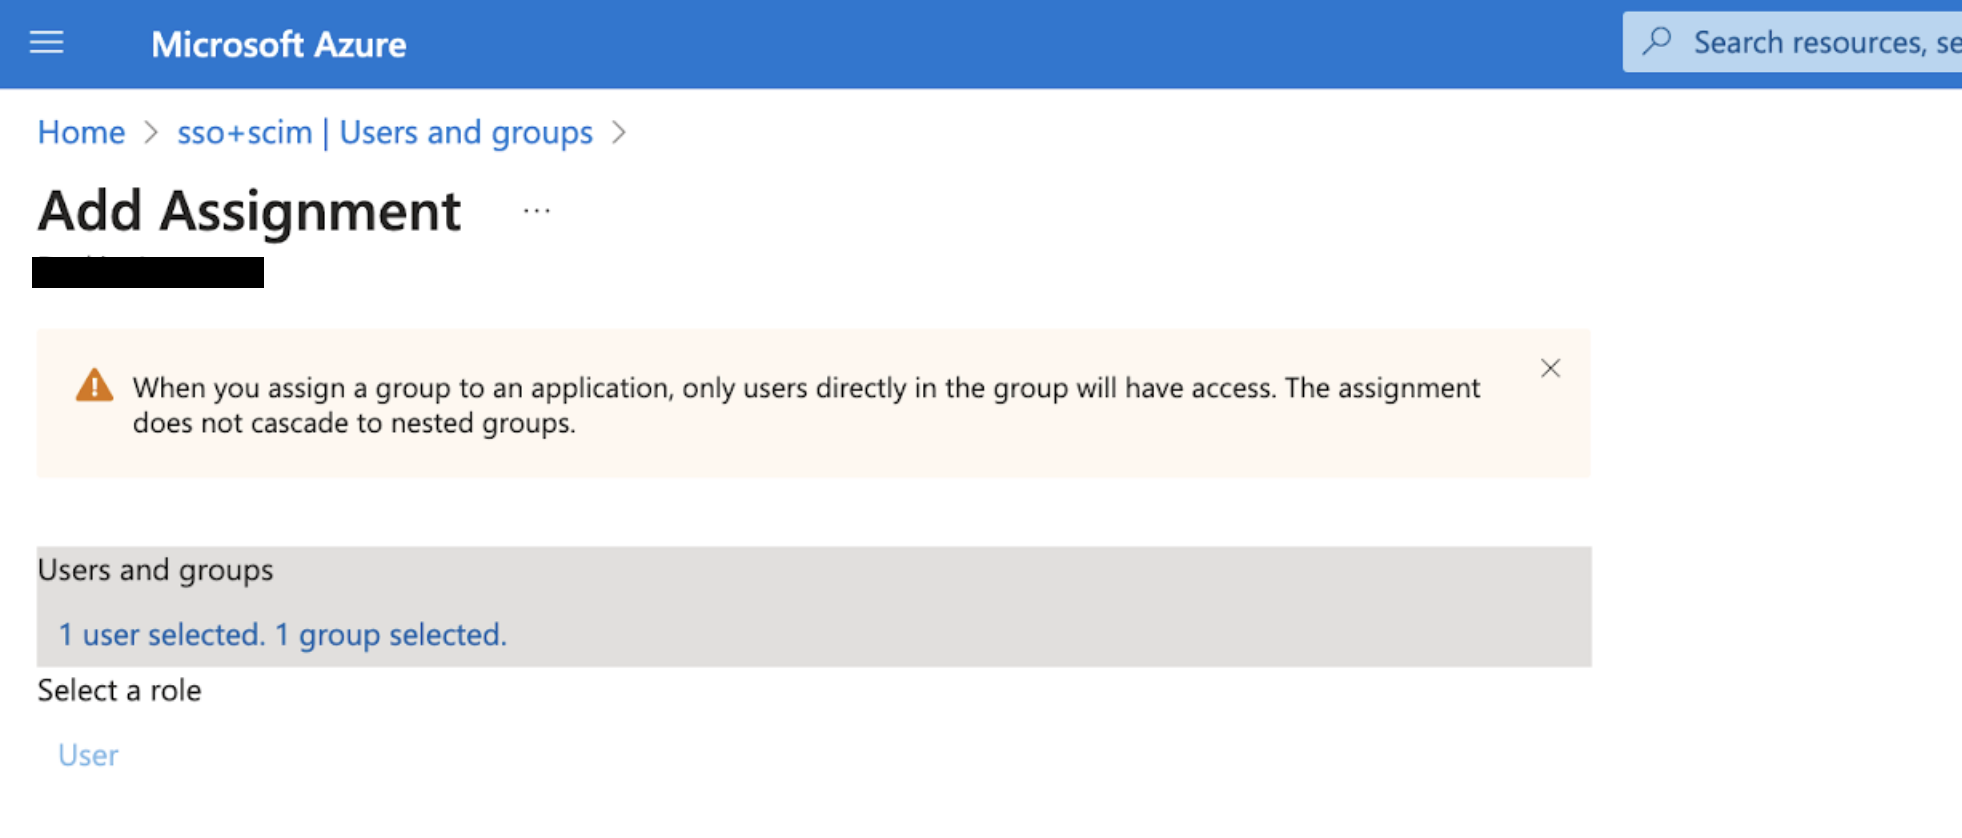 Microsoft Azure
Search resources, se
Home > sso+scim | Users and groups >
Add Assignment ...
When you assign a group to an application, only users directly in the group will have access. The assignment
does not cascade to nested groups.
Users and groups
1 user selected. 1 group selected.
Select a role
User